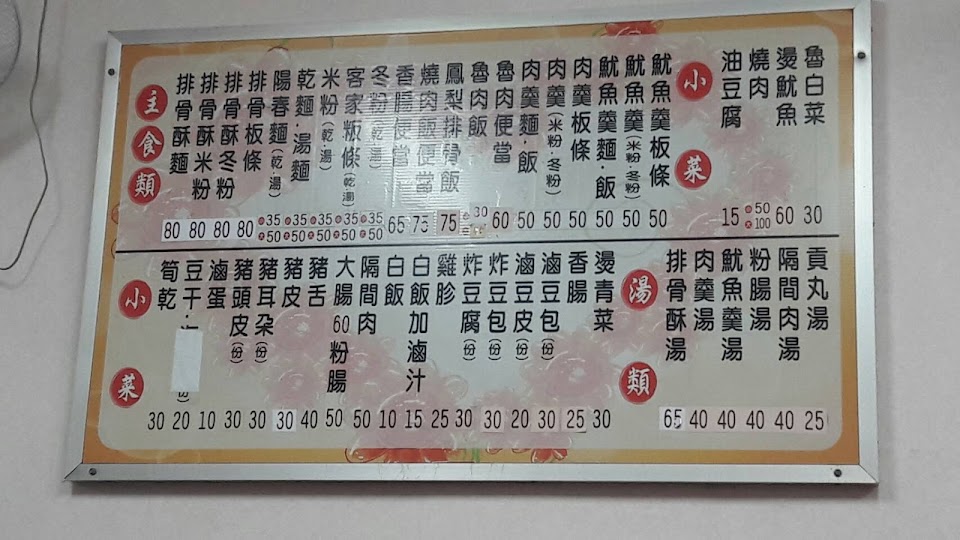 主食類
排骨酥麵 80
排骨酥米粉 80
排骨酥冬粉 80
排骨板條 80
陽春麵(乾.湯) 小35 大50
乾麵.湯麵 小35 大50
米粉(乾.湯) 小35 大50
客家粄條(乾.湯) 小35 大50
冬粉(乾.湯) 小35 大50
香腸便當 65
燒肉飯便當 75
鳳梨排骨飯 75
魯肉飯 30
魯肉便當 60
肉羹麵.飯 50
肉羹(米粉.冬粉) 50
肉羹板條 50
魷魚羹麵.飯 50
魷魚羹(米粉.冬粉) 50
魷魚羹板條 50
小菜
油豆腐 15
燒肉 小50 大100
燙魷魚 60
魯白菜 30
小菜
筍乾 30
豆干. (份) 20
滷蛋 10
豬頭皮(份) 30
豬耳朵(份) 30
豬皮 30
豬舌 40
大腸60粉腸 50
隔間肉 50
白飯 10
白飯加滷汁 15
雞胗 25
炸豆腐(份) 30
炸豆包(份) 30
滷豆皮(份) 20
滷豆包(份) 30
香腸 25
燙青菜 30
湯類
排骨酥湯 65
肉羹湯 40
魷魚羹湯 40
粉腸湯 40
隔間肉湯 40
貢丸湯 25